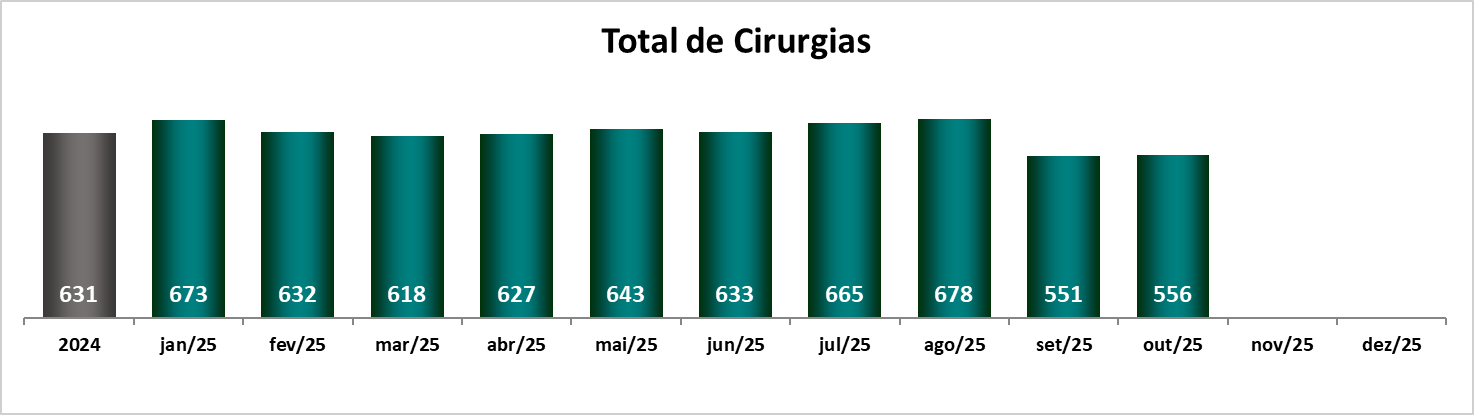 Total de Cirurgias
631 673 632 618 627 643 633 665 678 551 556
2024 jan/25 fev/25 mar/25 abr/25 mai/25 jun/25 jul/25 ago/25 set/25 out/25 nov/25 dez/25